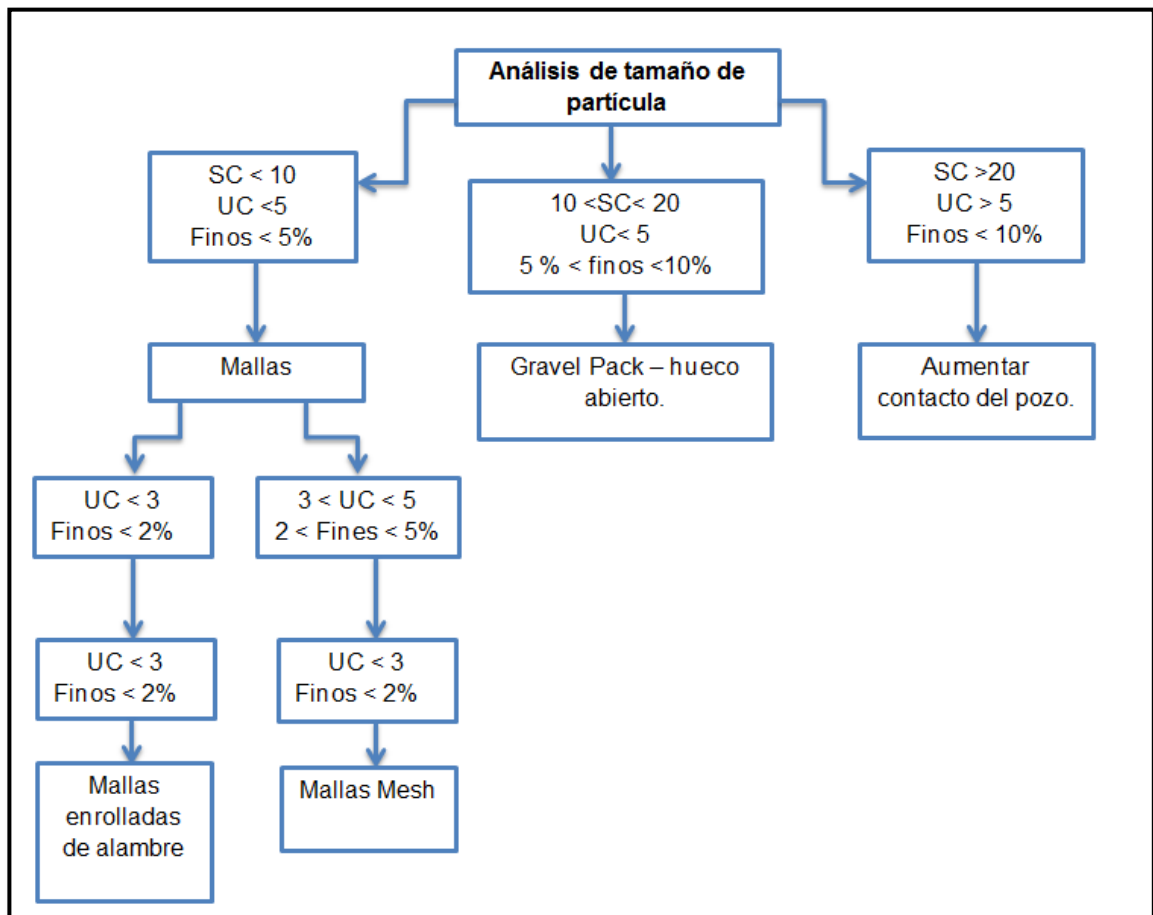 Análisis de tamaño de
partícula
SC < 10
UC <5
Finos < 5%
10 <SC< 20
UC< 5
5 % < finos <10%
SC >20
UC > 5
Finos < 10%
Mallas
Gravel Pack – hueco
abierto.
Aumentar
contacto del pozo.
UC < 3
Finos < 2%
3 < UC < 5
2 < Fines < 5%
UC < 3
Finos < 2%
UC < 3
Finos < 2%
Mallas
enrolladas
de alambre
Mallas Mesh